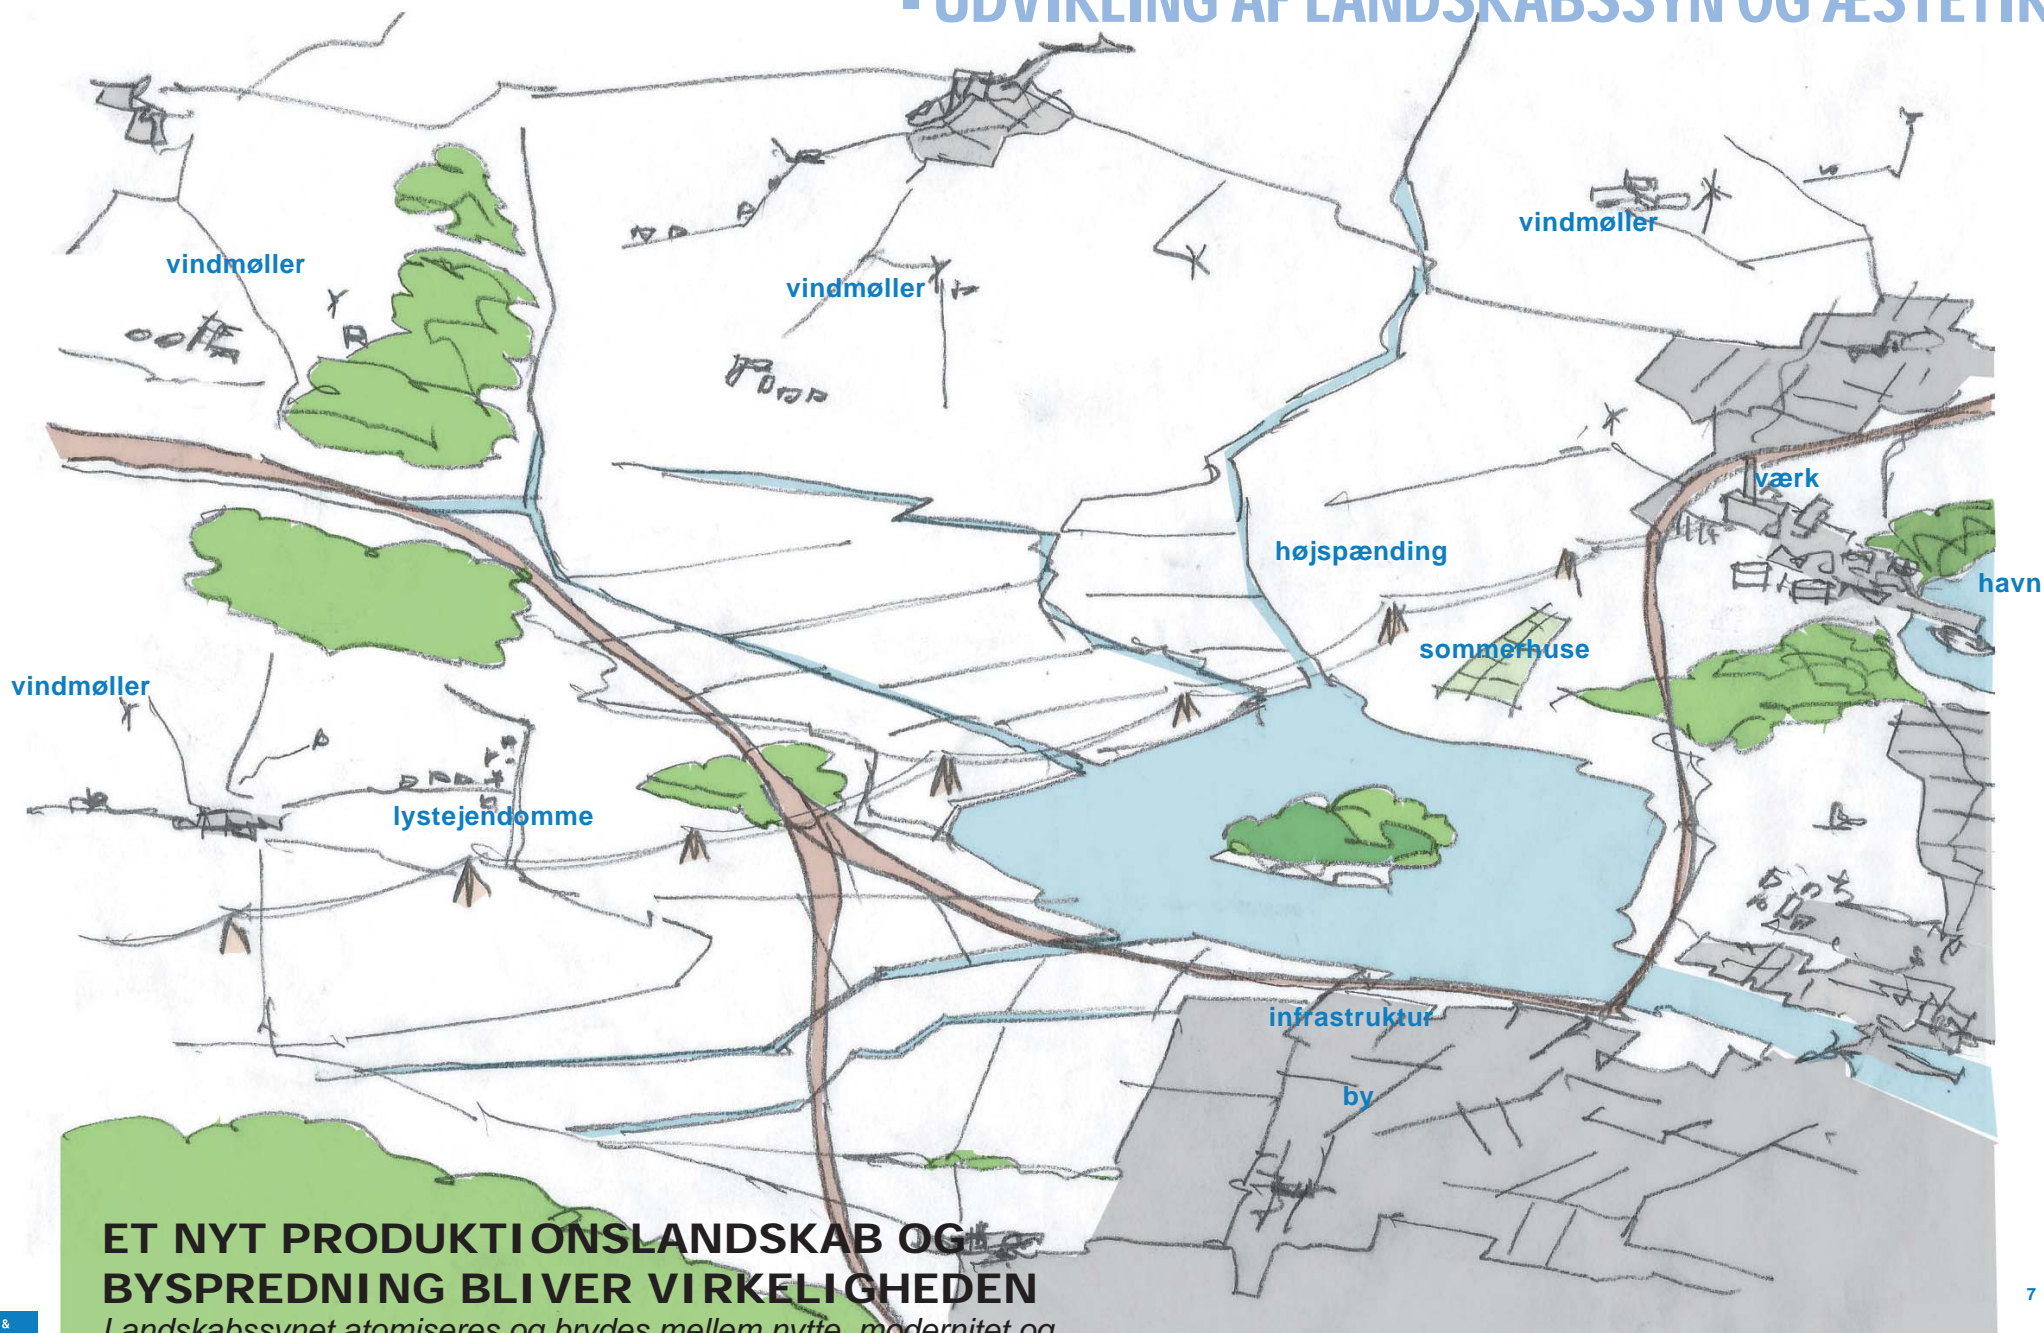 - UDVIKLING AF LANDSKABSSYN OG ÆSTETIK
vindmøller
vindmøller
vindmøller
værk
højspænding
havn
sommerhuse
vindmøller
lystejendomme
infrastruktur
by
ET NYT PRODUKTIONSLANDSKAB OG
BYSPREDNING BLIVER VIRKELIGHEDEN
Landskabssynet atomiseres og brydes mellem nytte, modernitet og
7
&